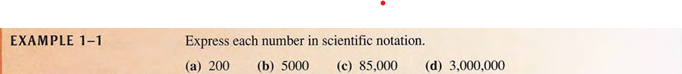 EXAMPLE 1–1 Express each number in scientific notation.
(a) 200 (b) 5000 (c) 85,000 (d) 3,000,000